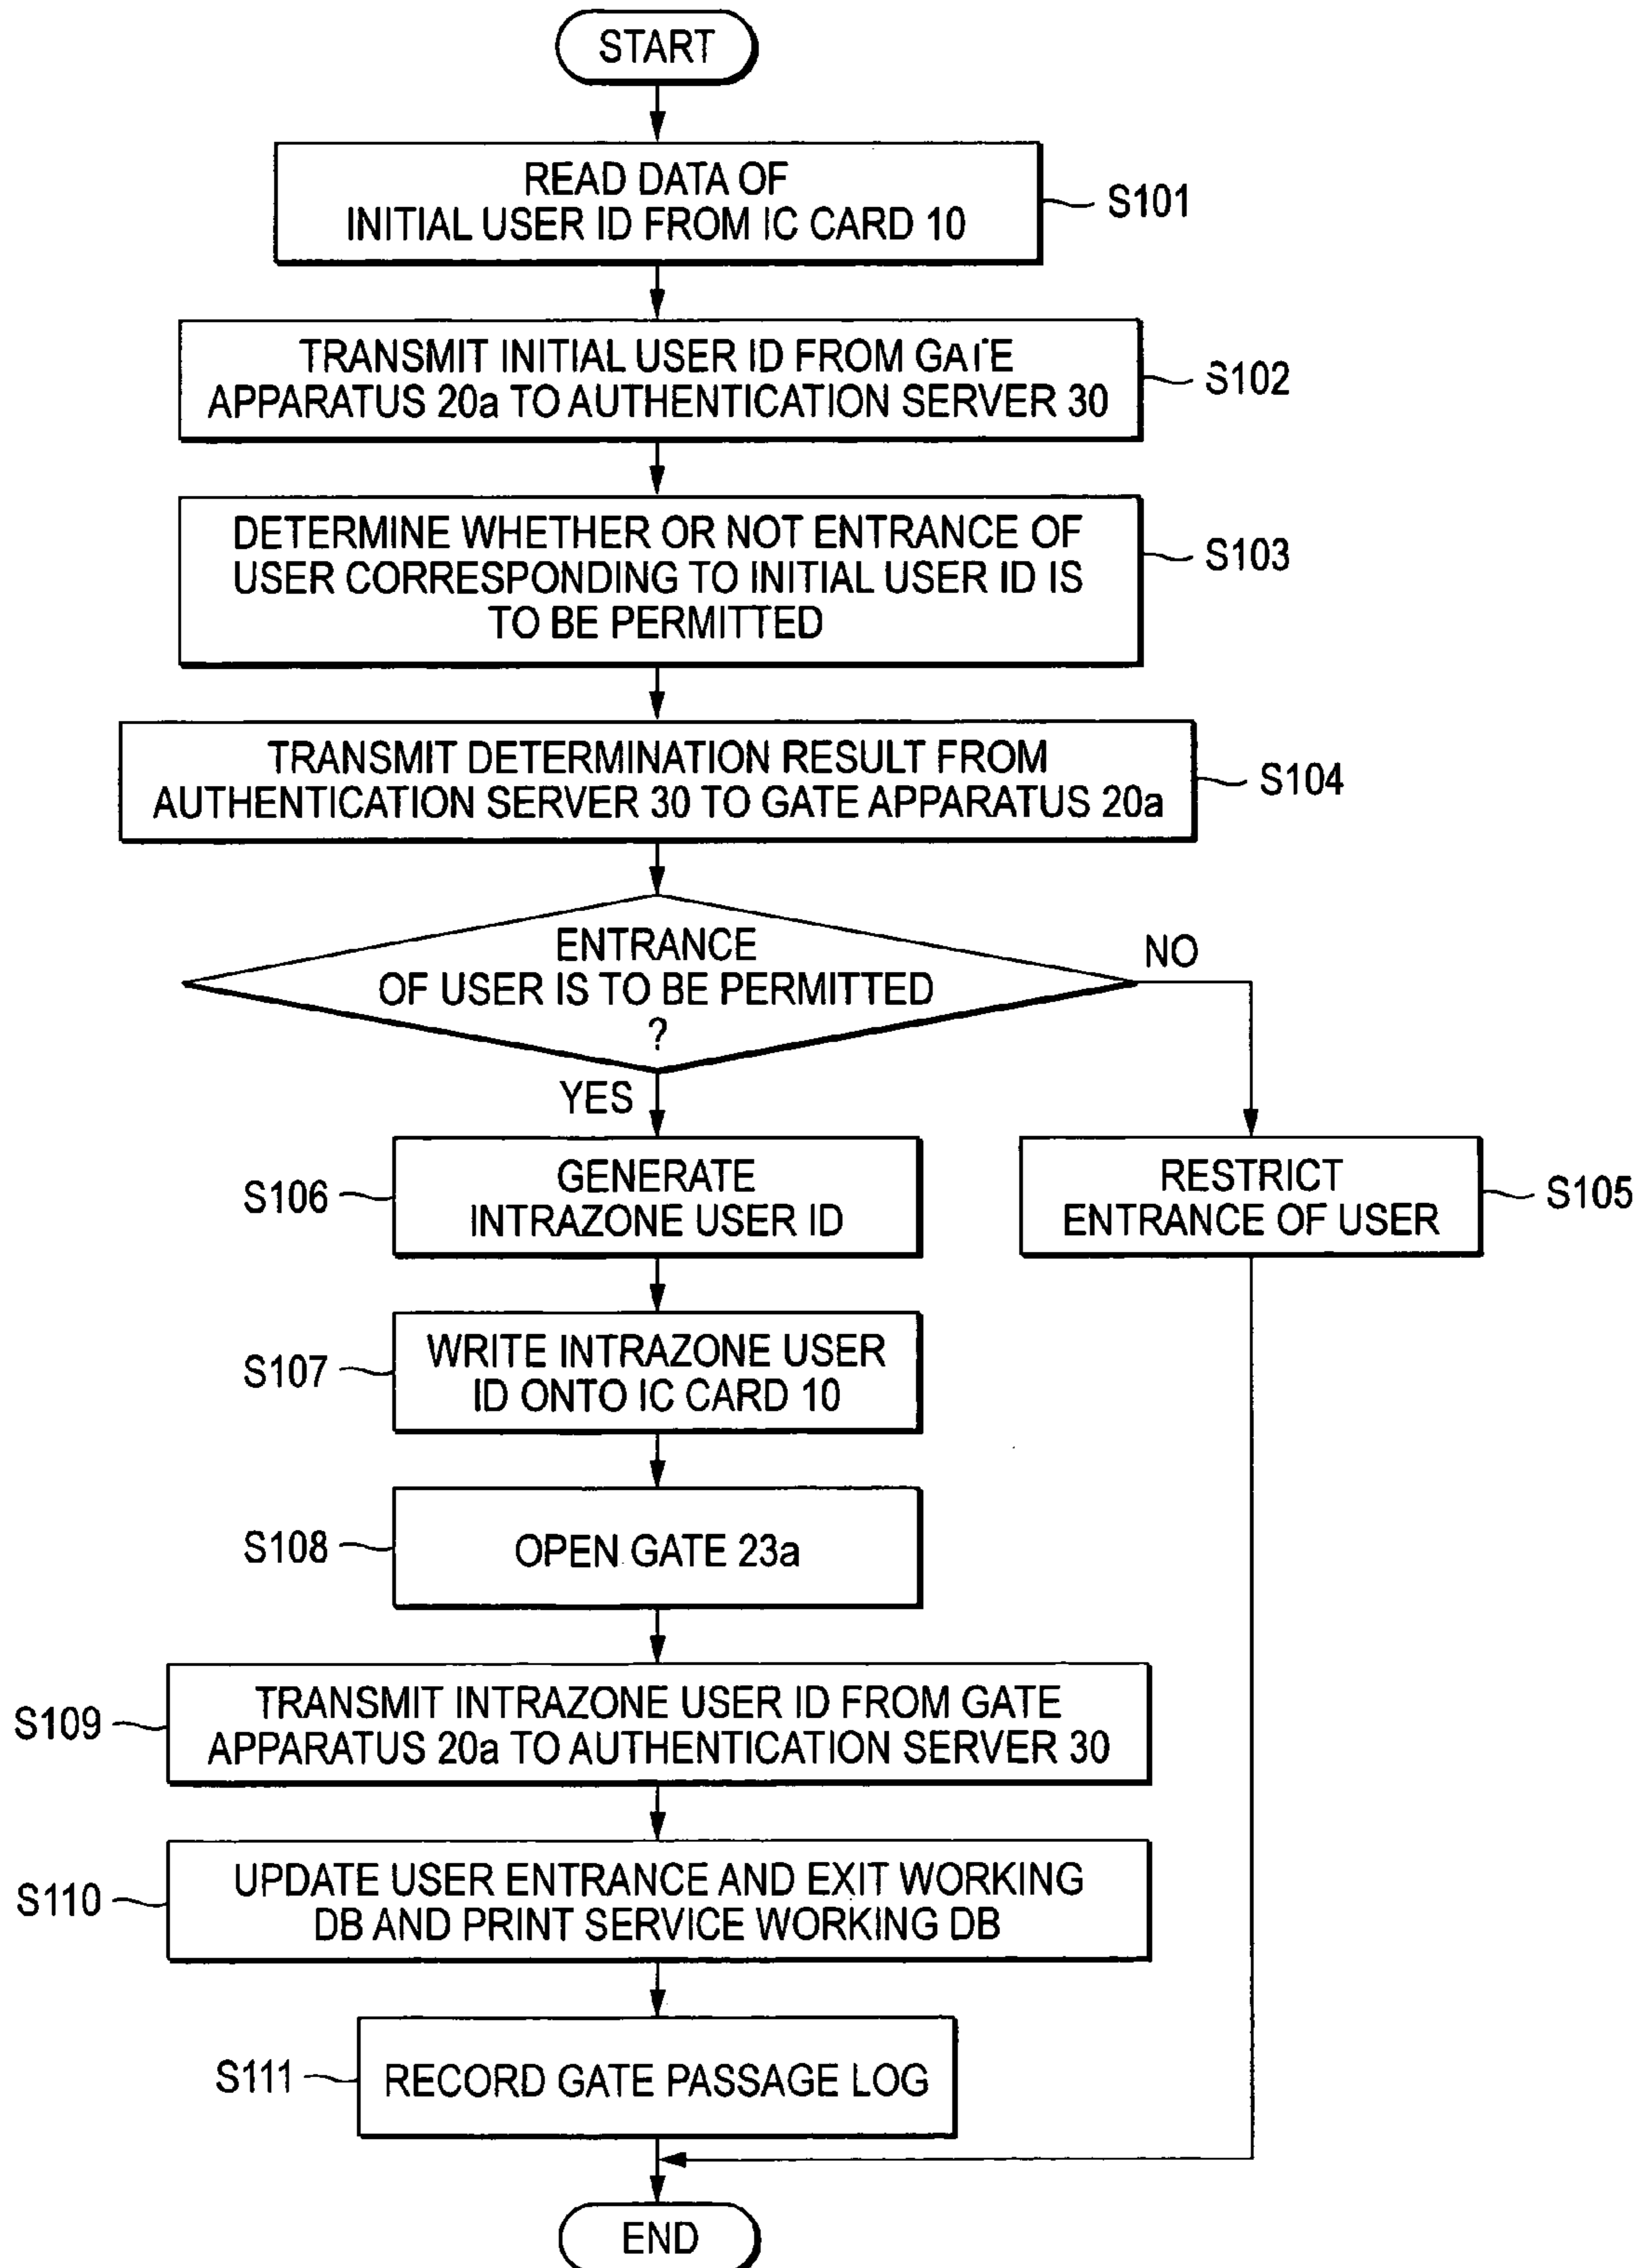 START
READ DATA OF
INITIAL USER ID FROM IC CARD 10
S101
TRANSMIT INITIAL USER ID FROM GATE
APPARATUS 20a TO AUTHENTICATION SERVER 30
S102
DETERMINE WHETHER OR NOT ENTRANCE OF
USER CORRESPONDING TO INITIAL USER ID IS
TO BE PERMITTED
S103
TRANSMIT DETERMINATION RESULT FROM
AUTHENTICATION SERVER 30 TO GATE APPARATUS 20a
S104
ENTRANCE
OF USER IS TO BE PERMITTED
?
NO
YES
S106
GENERATE
INTRAZONE USER ID
RESTRICT
ENTRANCE OF USER
S105
S107
WRITE INTRAZONE USER
ID ONTO IC CARD 10
S108
OPEN GATE 23a
S109
TRANSMIT INTRAZONE USER ID FROM GATE
APPARATUS 20a TO AUTHENTICATION SERVER 30
S110
UPDATE USER ENTRANCE AND EXIT WORKING
DB AND PRINT SERVICE WORKING DB
S111
RECORD GATE PASSAGE LOG
END